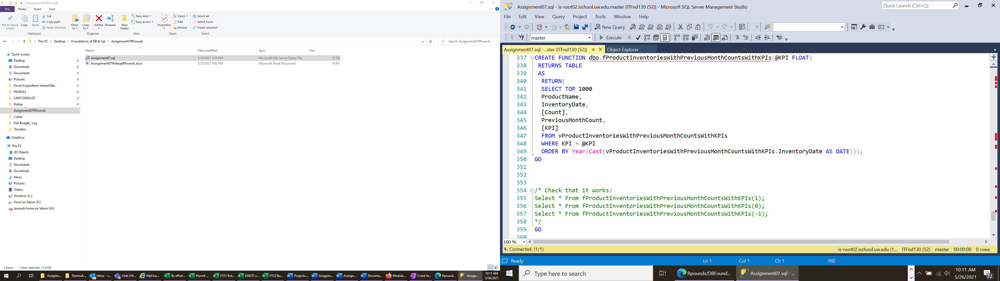 Assignment07RPounds
File Home Share View
Pin to Quick access
Copy
Paste
Cut
Copy path
Paste shortcut
Clipboard
Move to
Copy to
Delete
Rename
Organize
New folder
New item
Easy access
New
Properties
Open
Edit
History
Open
Select all
Select none
Invert selection
Select
This PC > Desktop > Foundations of DB & Sql > Assignment07RPounds
Search Assignment07RPounds
Name Date modified Type Size
Assignment07.sql 5/25/2021 3:55 PM Microsoft SQL Server Query File 12 KB
Assisgnment07WriteupRPounds.docx 5/25/2021 5:02 PM Microsoft Word Document 16 KB
Quick access
Desktop
Downloads
Documents
Pictures
Fiscal Acquisitions shared files
PAYROLL
LAWCODESLIST
Rollup
Assignment07RPounds
Cubes
FSA Budget_ Log
Transfers
OneDrive
This PC
3D Objects
Desktop
Documents
Downloads
Music
Pictures
Videos
Windows (C:)
Fiscal on Saturn (F:)
rpounds home on Saturn (H:)
2 items 1 item selected 11.0 KB
Assignm...
DemosA...
Inbox - r...
Chat | M...
MyFina...
By effort...
Payroll ...
FY21 Rol...
650257 v...
FY22 Bu...
Projects....
Assignm...
Assisgn...
Docume...
Module...
Cvent fe...
Rpound...
Assign...
10:11 AM
5/26/2021
Assignment07.sql - is-root02.ischool.uw.edu.master (ITFnd130 (52)) - Microsoft SQL Server Management Studio
Quick Launch (Ctrl+Q)
File Edit View Query Project Tools Window Help
New Query
MDX DMX XMLA DAX
master
Execute
Assignment07.sql -...ster (ITFnd130 (52))
Object Explorer
337 CREATE FUNCTION dbo.fProductInventoriesWithPreviousMonthCountsWithKPIs(@KPI FLOAT)
338 RETURNS TABLE
339 AS
340 RETURN(
341 SELECT TOP 1000
342 ProductName,
343 InventoryDate,
344 [Count],
345 PreviousMonthCount,
346 [KPI]
347 FROM vProductInventoriesWithPreviousMonthCountsWithKPIs
348 WHERE KPI = @KPI
349 ORDER BY Year(Cast(vProductInventoriesWithPreviousMonthCountsWithKPIs.InventoryDate AS DATE)));
350 GO
351
352
353
354 /* Check that it works:
355 Select * From fProductInventoriesWithPreviousMonthCountsWithKPIs(1);
356 Select * From fProductInventoriesWithPreviousMonthCountsWithKPIs(0);
357 Select * From fProductInventoriesWithPreviousMonthCountsWithKPIs(-1);
358 */
359 GO
360
100 %
Connected. (1/1)
is-root02.ischool.uw.edu (1... ITFnd130 (52) master 00:00:00 0 rows
Ready Ln 1 Col 1 Ch 1 INS
Type here to search
Rpounds/DBFound...
Assignment07.sql - ...
10:11 AM
5/26/2021
22